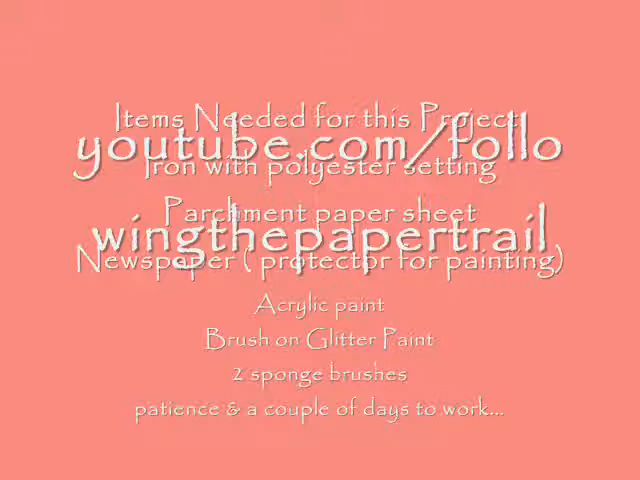 Items Needed for this Project:
youtube.com/follo
Iron with polyester setting
Parchment paper sheet
wingthepapertrail
Newspaper ( protector for painting)
Acrylic paint
Brush on Glitter Paint
2 sponge brushes
patience & a couple of days to work...